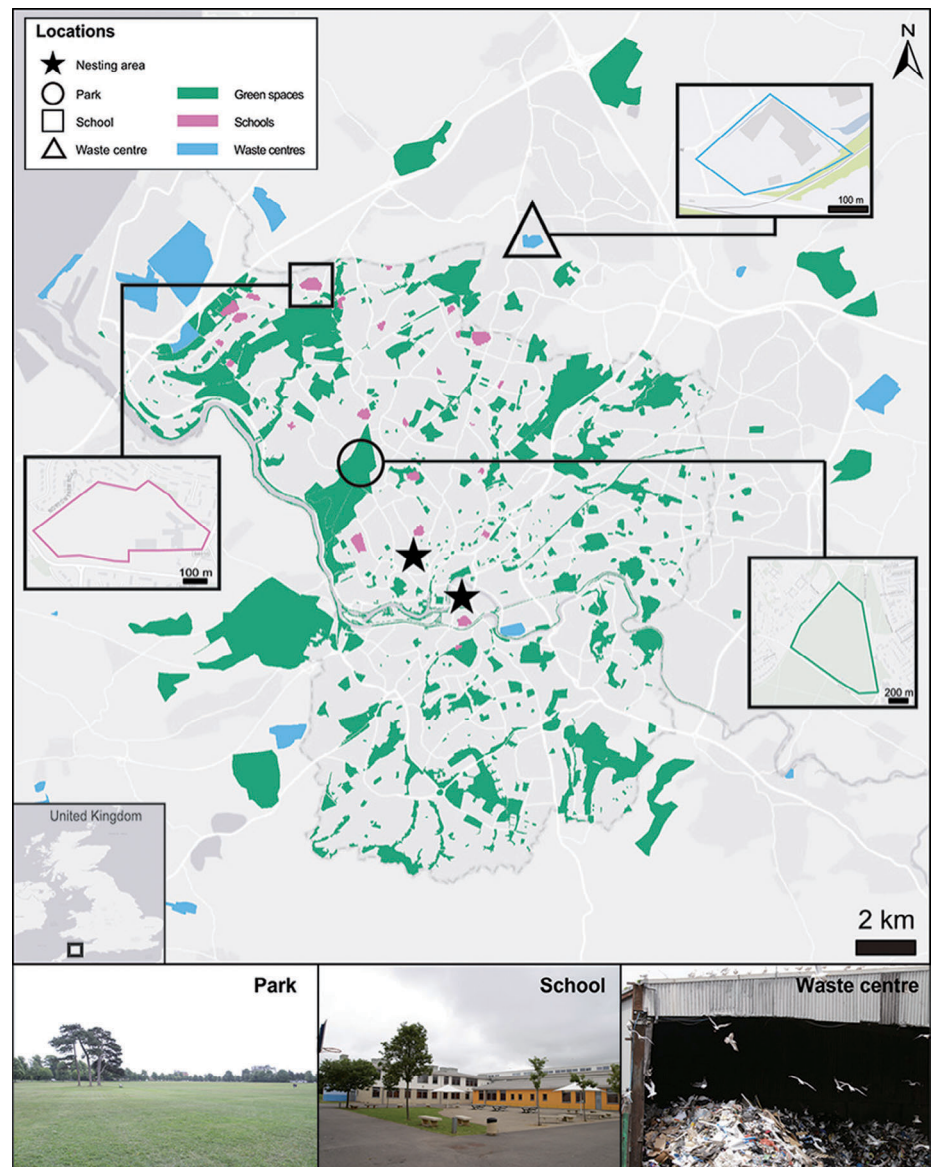 Locations
Nesting area
Park
School
Waste centre
Green spaces
Schools
Waste centres
N
100 m
100 m
200 m
United Kingdom
2 km
Park
School
Waste centre